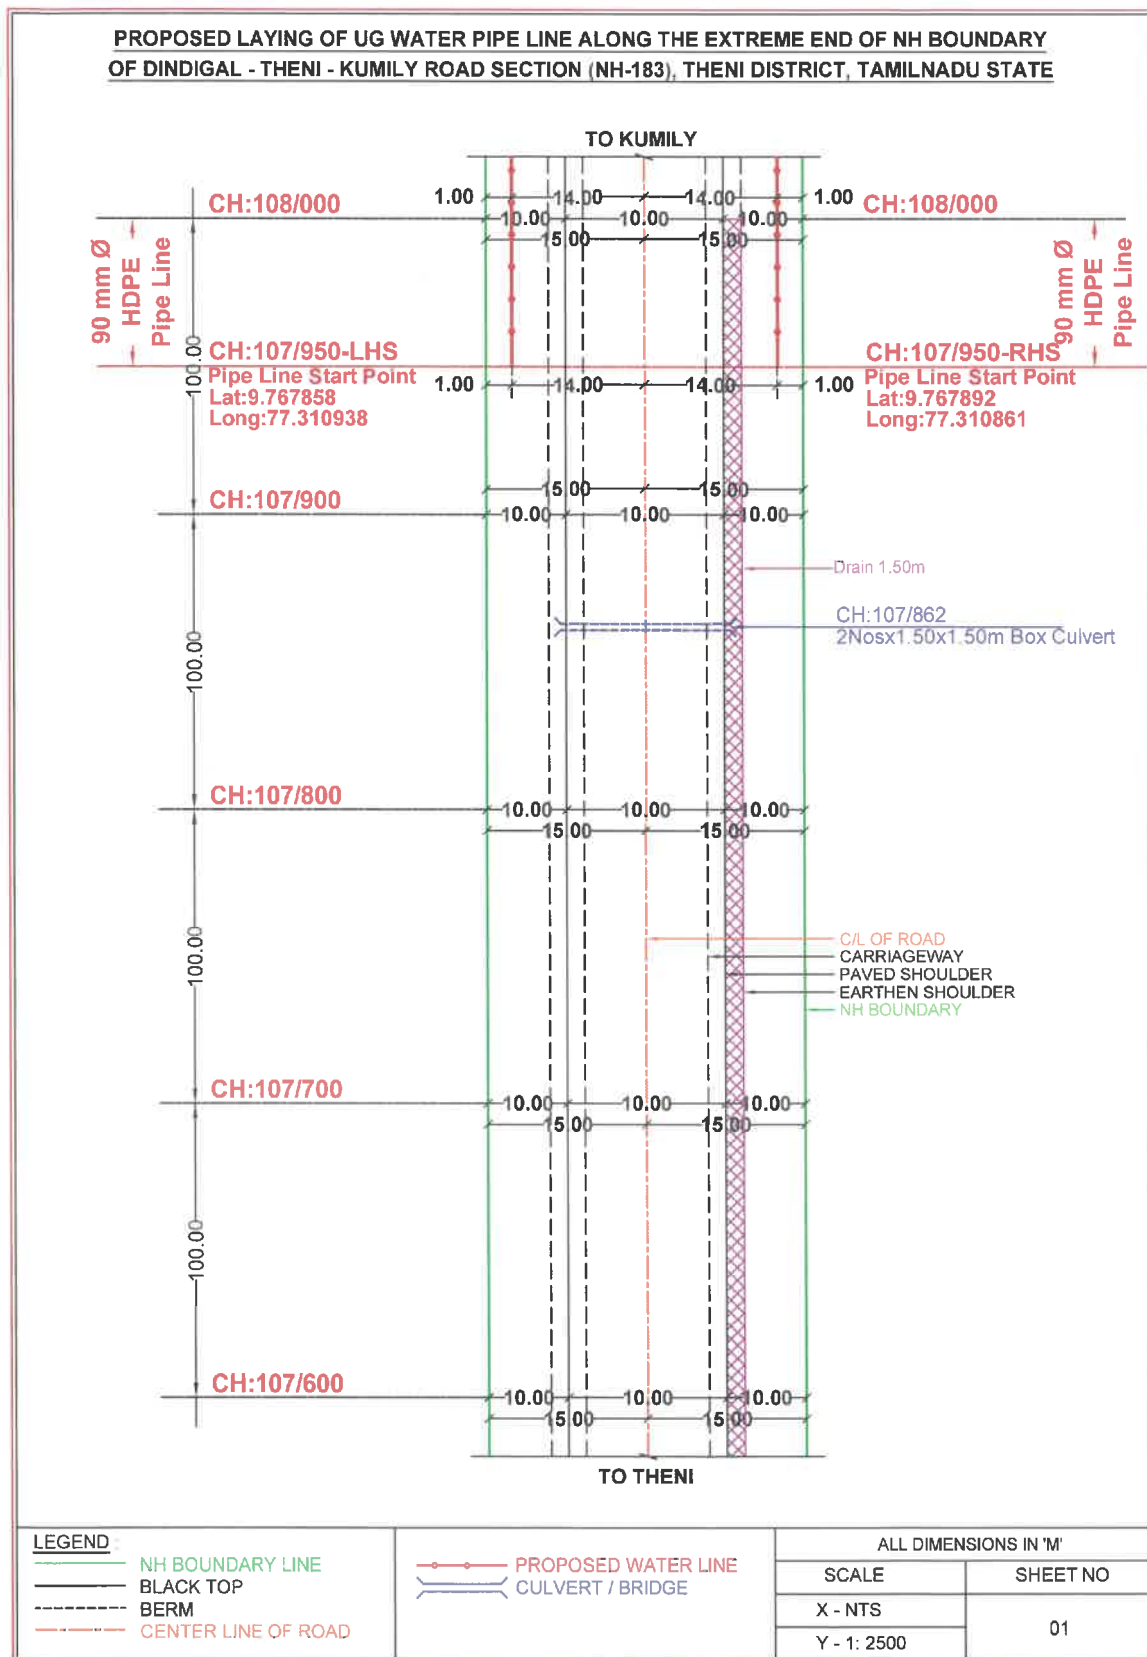 PROPOSED LAYING OF UG WATER PIPE LINE ALONG THE EXTREME END OF NH BOUNDARY
OF DINDIGAL - THENI - KUMILY ROAD SECTION (NH-183), THENI DISTRICT, TAMILNADU STATE
TO KUMILY
CH:108/000
1.00 14.00 14.00 1.00
CH:108/000
10.00 10.00 10.00
15.00 15.00
90 mm Ø
HDPE
Pipe Line
90 mm Ø
HDPE
Pipe Line
100.00
CH:107/950-LHS
Pipe Line Start Point
Lat:9.767858
Long:77.310938
1.00 14.00 14.00 1.00
CH:107/950-RHS
Pipe Line Start Point
Lat:9.767892
Long:77.310861
15.00 15.00
CH:107/900
10.00 10.00 10.00
Drain 1.50m
CH:107/862
2Nosx1.50x1.50m Box Culvert
100.00
CH:107/800
10.00 10.00 10.00
15.00 15.00
100.00
C/L OF ROAD
CARRIAGEWAY
PAVED SHOULDER
EARTHEN SHOULDER
NH BOUNDARY
CH:107/700
10.00 10.00 10.00
15.00 15.00
100.00
CH:107/600
10.00 10.00 10.00
15.00 15.00
TO THENI
LEGEND :
NH BOUNDARY LINE
BLACK TOP
BERM
CENTER LINE OF ROAD
PROPOSED WATER LINE
CULVERT / BRIDGE
ALL DIMENSIONS IN 'M'
SCALE
SHEET NO
X - NTS
Y - 1: 2500
01